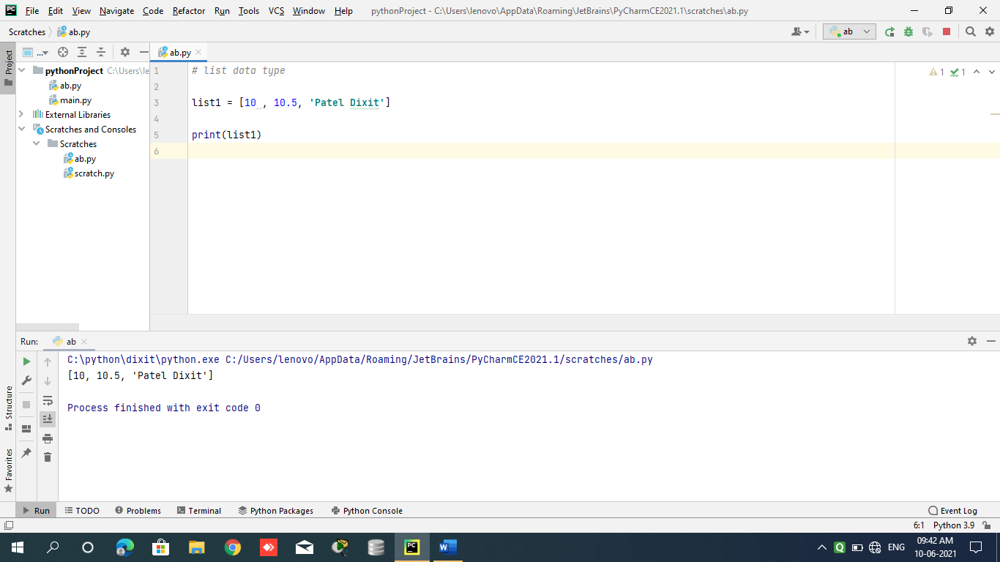 PC File Edit View Navigate Code Refactor Run Tools VCS Window Help pythonProject - C:\Users\lenovo\AppData\Roaming\JetBrains\PyCharmCE2021.1\scratches\ab.py
Scratches ab.py ab
Project
... ab.py
pythonProject C:\Users\le
ab.py
main.py
External Libraries
Scratches and Consoles
Scratches
ab.py
scratch.py
1 # list data type
2
3 list1 = [10 , 10.5, 'Patel Dixit']
4
5 print(list1)
6
1 1
Run: ab
C:\python\dixit\python.exe C:/Users/lenovo/AppData/Roaming/JetBrains/PyCharmCE2021.1/scratches/ab.py
[10, 10.5, 'Patel Dixit']
Process finished with exit code 0
Structure
Favorites
Run TODO Problems Terminal Python Packages Python Console Event Log
6:1 Python 3.9
PC W Q ENG 09:42 AM
10-06-2021